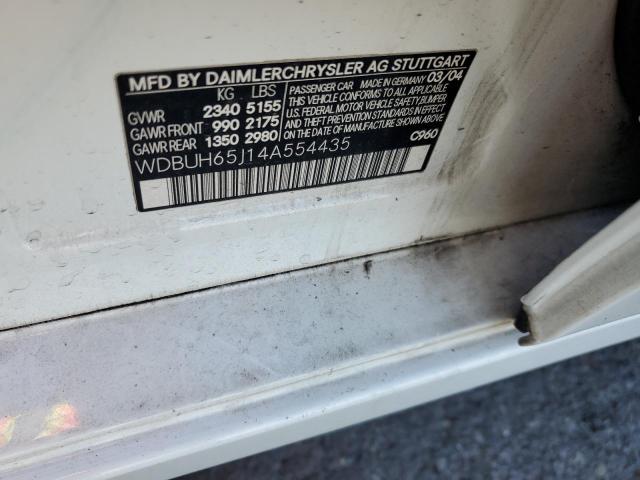 MFD BY DAIMLERCHRYSLER AG STUTTGART
KG LBS
GVWR 2340 5155
GAWR FRONT 990 2175
GAWR REAR 1350 2980
PASSENGER CAR MADE IN GERMANY 03/04
THIS VEHICLE CONFORMS TO ALL APPLICABLE
U.S. FEDERAL MOTOR VEHICLE SAFETY, BUMPER
AND THEFT PREVENTION STANDARDS IN EFFECT ON THE
DATE OF MANUFACTURE SHOWN ABOVE
C960
WDBUH65J14A554435